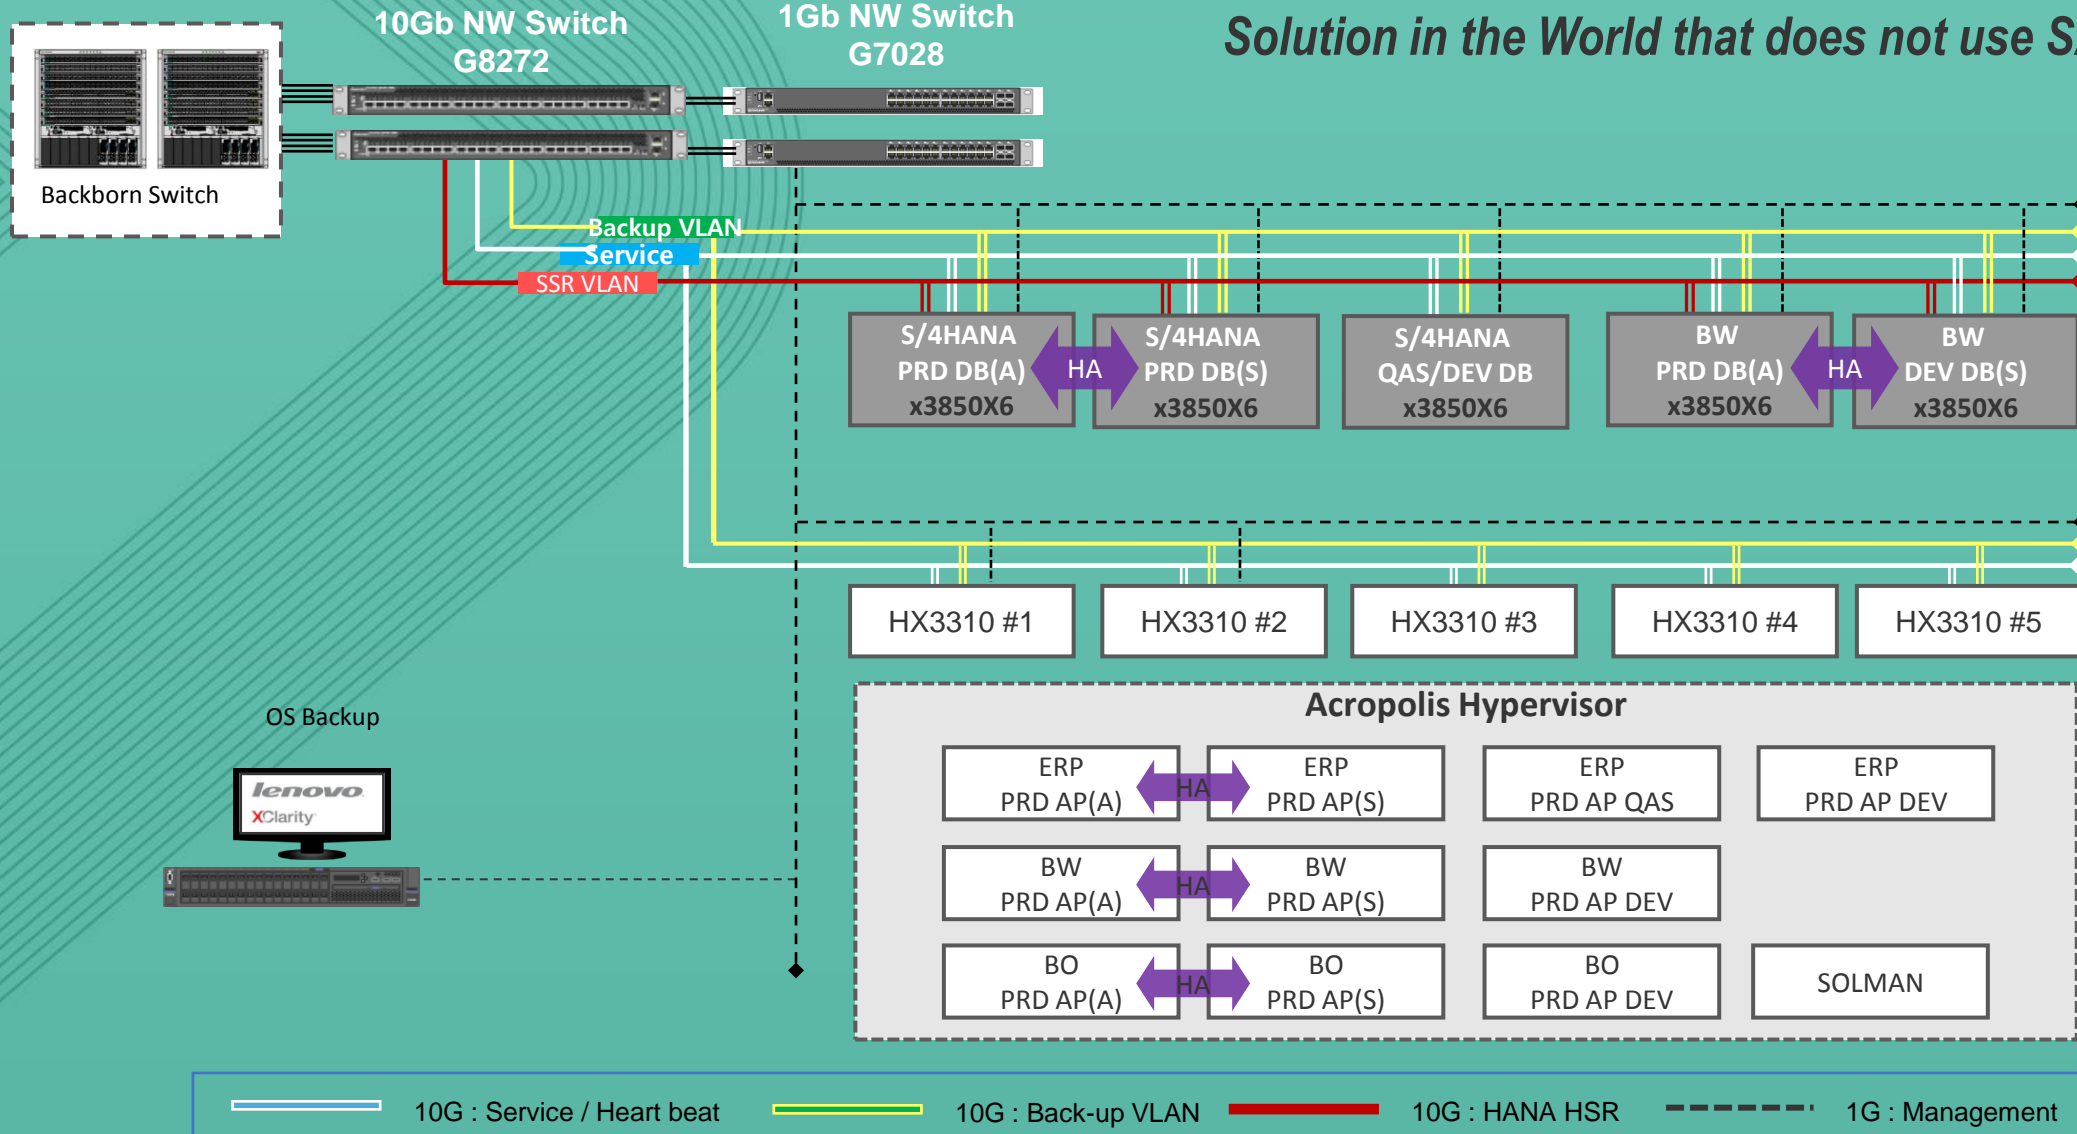 10Gb NW Switch
G8272
1Gb NW Switch
G7028
Solution in the World that does not use
Backborn Switch
Backup VLAN
Service
SSR VLAN
S/4HANA
PRD DB(A)
x3850X6
HA
S/4HANA
PRD DB(S)
x3850X6
S/4HANA
QAS/DEV DB
x3850X6
BW
PRD DB(A)
x3850X6
HA
BW
DEV DB(S)
x3850X6
HX3310 #1
HX3310 #2
HX3310 #3
HX3310 #4
HX3310 #5
OS Backup
lenovo
XClarity
Acropolis Hypervisor
ERP
PRD AP(A)
HA
ERP
PRD AP(S)
ERP
PRD AP QAS
ERP
PRD AP DEV
BW
PRD AP(A)
HA
BW
PRD AP(S)
BW
PRD AP DEV
BO
PRD AP(A)
HA
BO
PRD AP(S)
BO
PRD AP DEV
SOLMAN
10G : Service / Heart beat
10G : Back-up VLAN
10G : HANA HSR
1G : Management